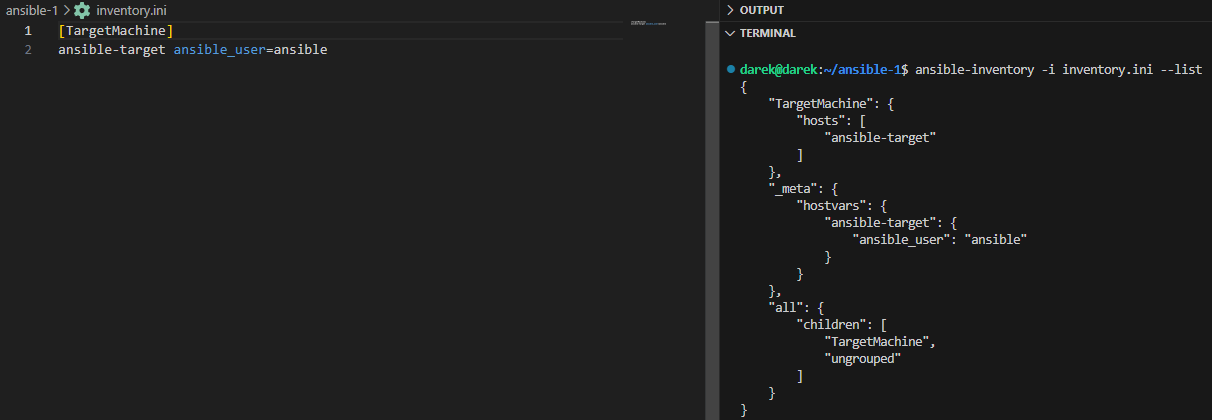 ansible-1 > inventory.ini
1 [TargetMachine]
2 ansible-target ansible_user=ansible
OUTPUT
TERMINAL
darek@darek:~/ansible-1$ ansible-inventory -i inventory.ini --list
{
    "TargetMachine": {
        "hosts": [
            "ansible-target"
        ]
    },
    "_meta": {
        "hostvars": {
            "ansible-target": {
                "ansible_user": "ansible"
            }
        }
    },
    "all": {
        "children": [
            "TargetMachine",
            "ungrouped"
        ]
    }
}